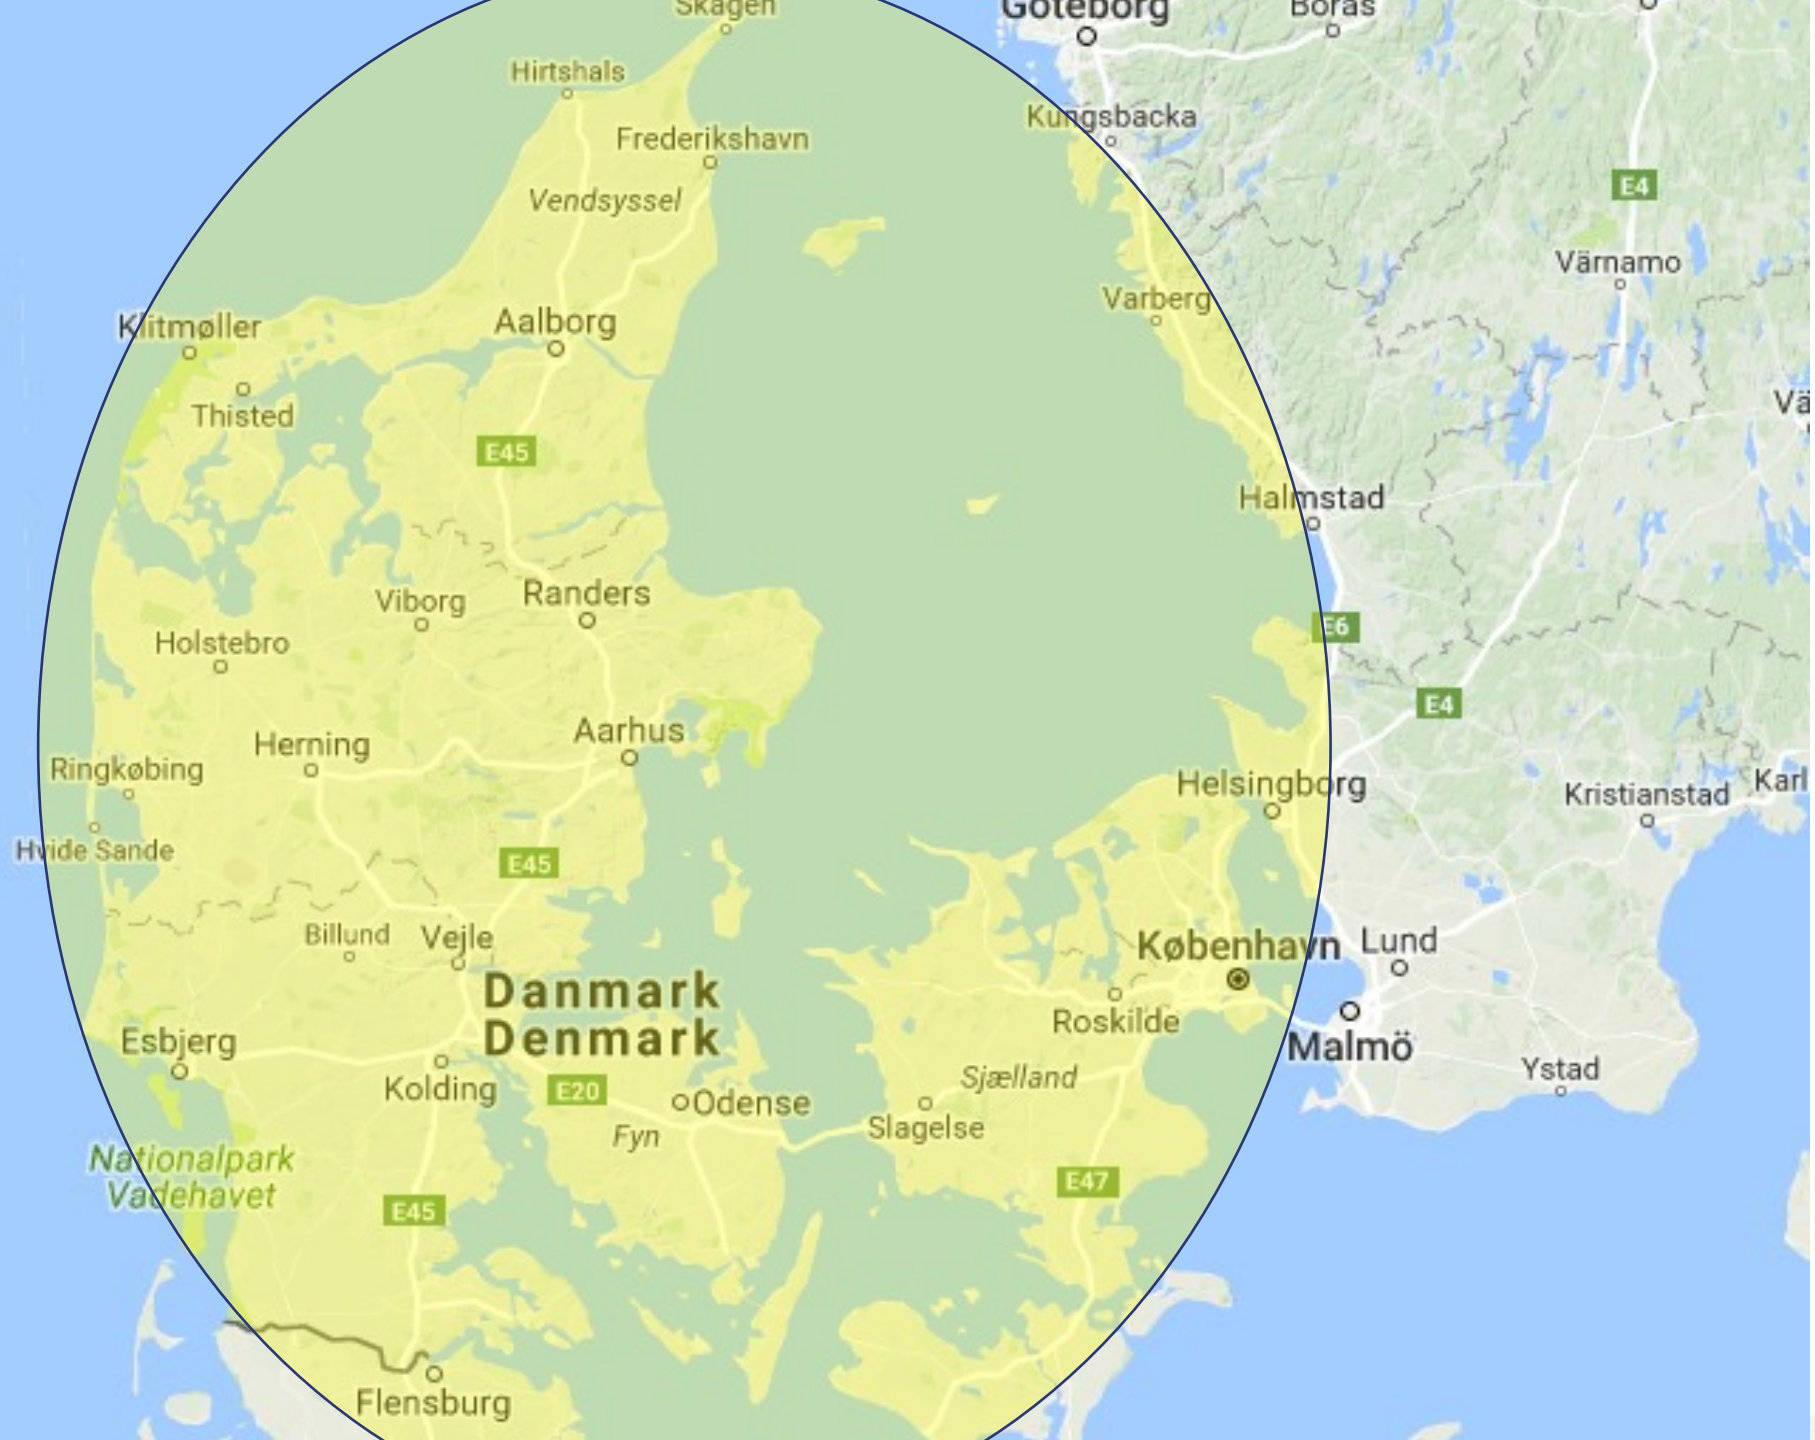 Skagen
Göteborg
Borås
Hirtshals
Kungsbacka
Frederikshavn
E4
Vendsyssel
Värnamo
Varberg
Klitmøller
Aalborg
Thisted
Vä
E45
Halmstad
Viborg
Randers
E6
Holstebro
E4
Herning
Aarhus
Ringkøbing
Helsingborg
Kristianstad
Karl
Hvide Sande
E45
Billund
Vejle
København
Lund
Danmark
Denmark
Roskilde
Esbjerg
Malmö
Ystad
Kolding
E20
Odense
Sjælland
Fyn
Slagelse
Nationalpark
Vadehavet
E47
E45
Flensburg